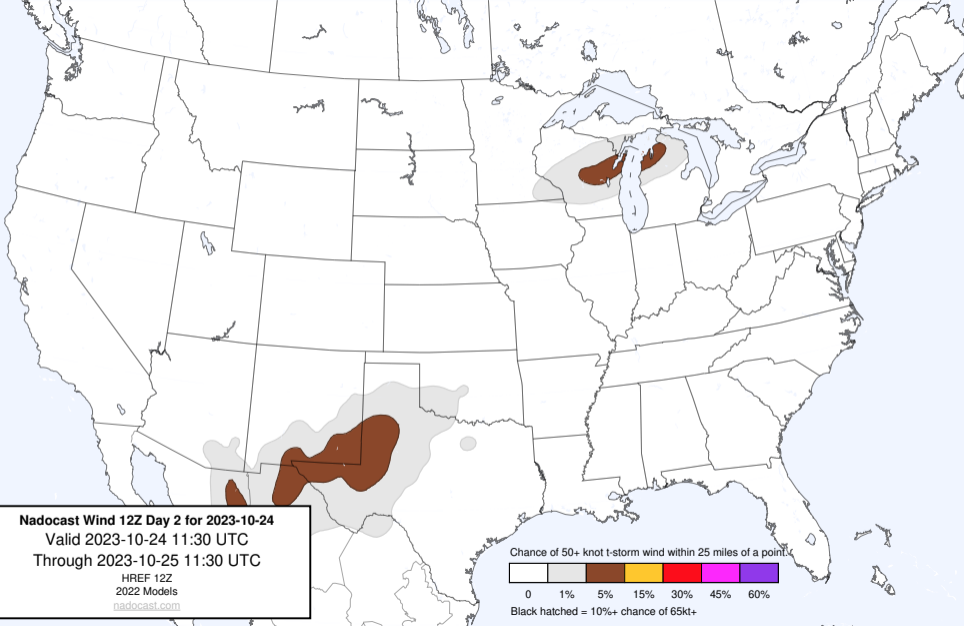 Nadocast Wind 12Z Day 2 for 2023-10-24
Valid 2023-10-24 11:30 UTC
Through 2023-10-25 11:30 UTC
HREF 12Z
2022 Models
nadocast.com
Chance of 50+ knot t-storm wind within 25 miles of a point.
0 1% 5% 15% 30% 45% 60%
Black hatched = 10%+ chance of 65kt+